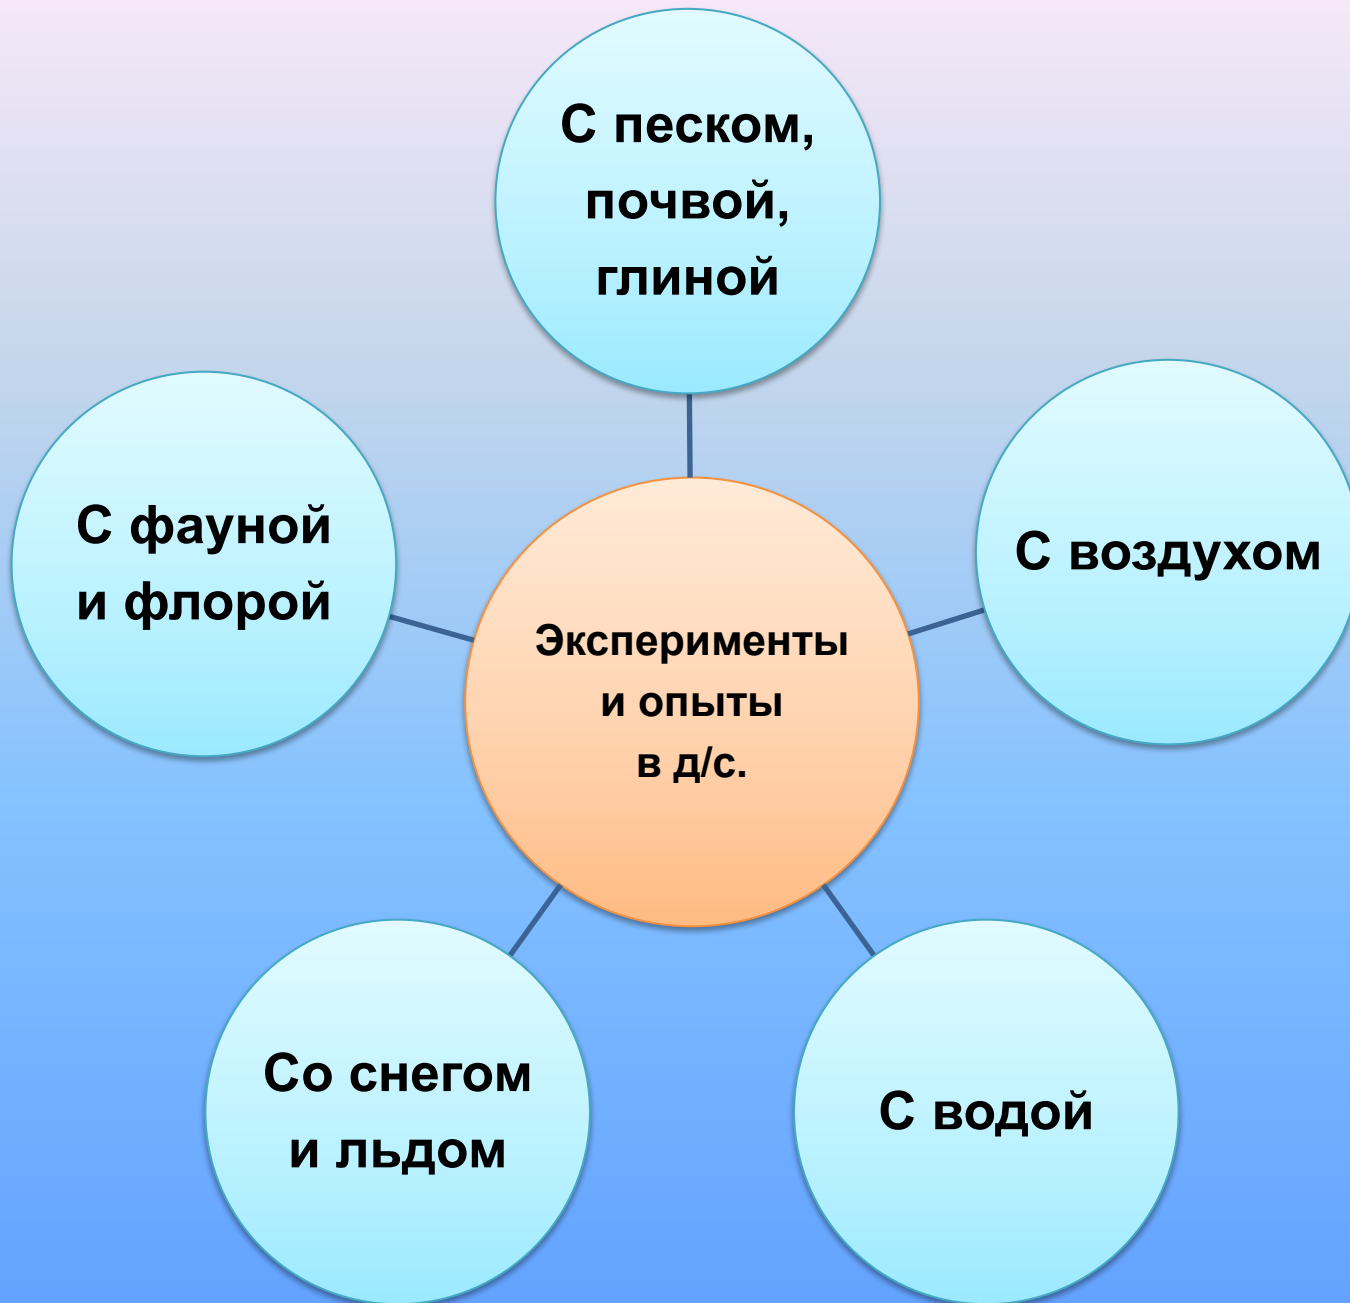 С песком,
почвой,
глиной
С фауной
и флорой
С воздухом
Эксперименты
и опыты
в д/с.
Со снегом
и льдом
С водой